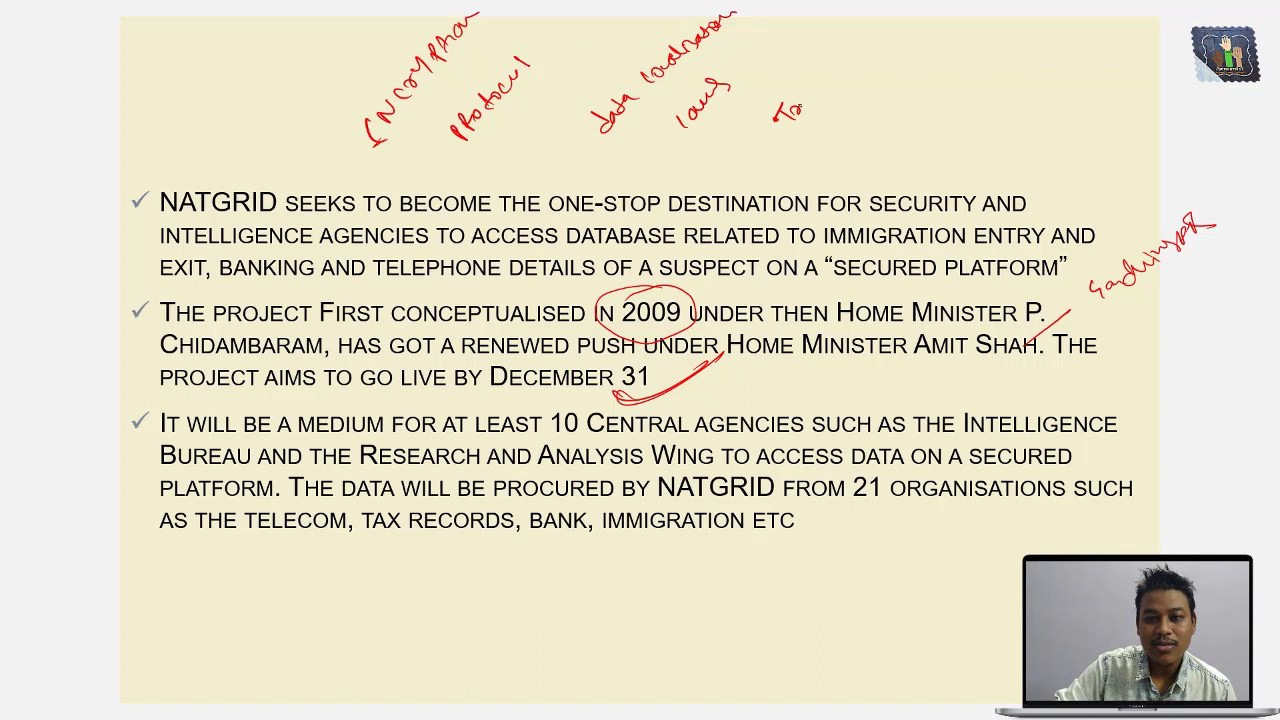 ENCryption
Protocol
data localisation
laws
NATGRID SEEKS TO BECOME THE ONE-STOP DESTINATION FOR SECURITY AND
INTELLIGENCE AGENCIES TO ACCESS DATABASE RELATED TO IMMIGRATION ENTRY AND
EXIT, BANKING AND TELEPHONE DETAILS OF A SUSPECT ON A “SECURED PLATFORM”
THE PROJECT FIRST CONCEPTUALISED IN 2009 UNDER THEN HOME MINISTER P.
CHIDAMBARAM, HAS GOT A RENEWED PUSH UNDER HOME MINISTER AMIT SHAH. THE
PROJECT AIMS TO GO LIVE BY DECEMBER 31
IT WILL BE A MEDIUM FOR AT LEAST 10 CENTRAL AGENCIES SUCH AS THE INTELLIGENCE
BUREAU AND THE RESEARCH AND ANALYSIS WING TO ACCESS DATA ON A SECURED
PLATFORM. THE DATA WILL BE PROCURED BY NATGRID FROM 21 ORGANISATIONS SUCH
AS THE TELECOM, TAX RECORDS, BANK, IMMIGRATION ETC